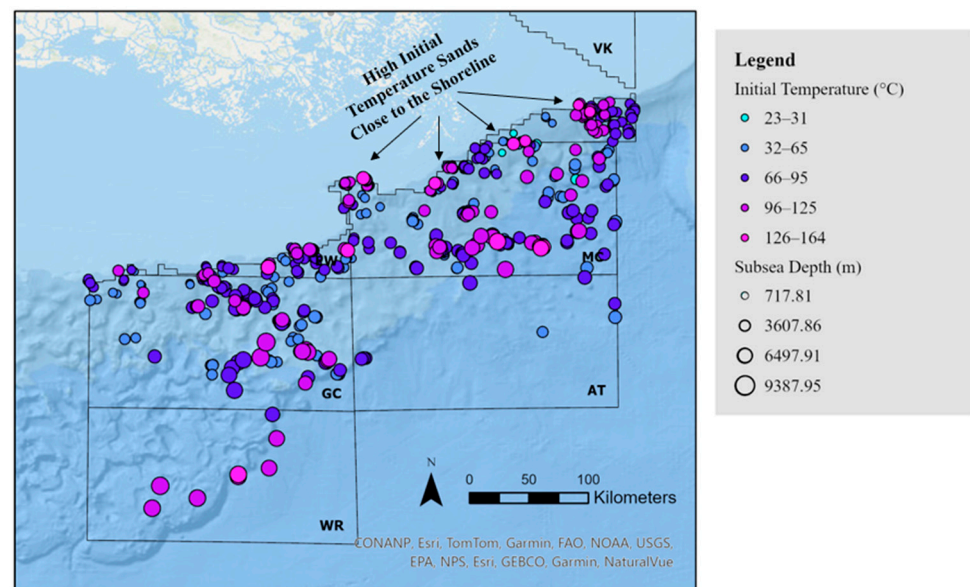 High Initial
Temperature Sands
Close to the Shoreline
VK
MC
GC
AT
WR
N
0 50 100
Kilometers
CONANP, Esri, TomTom, Garmin, FAO, NOAA, USGS,
EPA, NPS, Esri, GEBCO, Garmin, NaturalVue
Legend
Initial Temperature (°C)
23–31
32–65
66–95
96–125
126–164
Subsea Depth (m)
717.81
3607.86
6497.91
9387.95